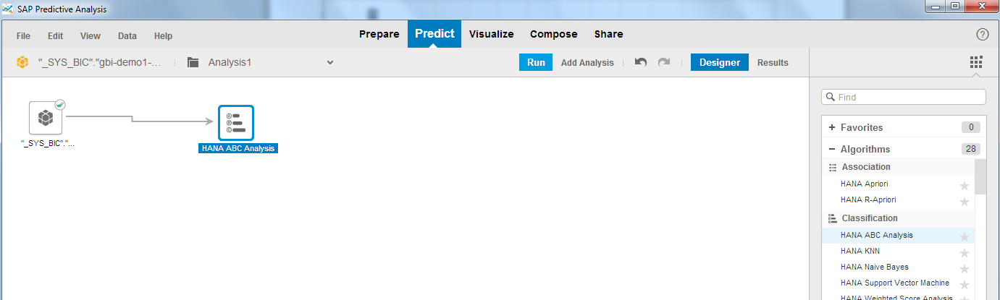 SAP Predictive Analysis
File Edit View Data Help Prepare Predict Visualize Compose Share ?
"_SYS_BIC"."gbi-demo1-... Analysis1 Run Add Analysis Designer Results
Find
"_SYS_BIC"."...
HANA ABC Analysis
+ Favorites 0
− Algorithms 28
Association
HANA Apriori
HANA R-Apriori
Classification
HANA ABC Analysis
HANA KNN
HANA Naive Bayes
HANA Support Vector Machine
HANA Weighted Score Analysis